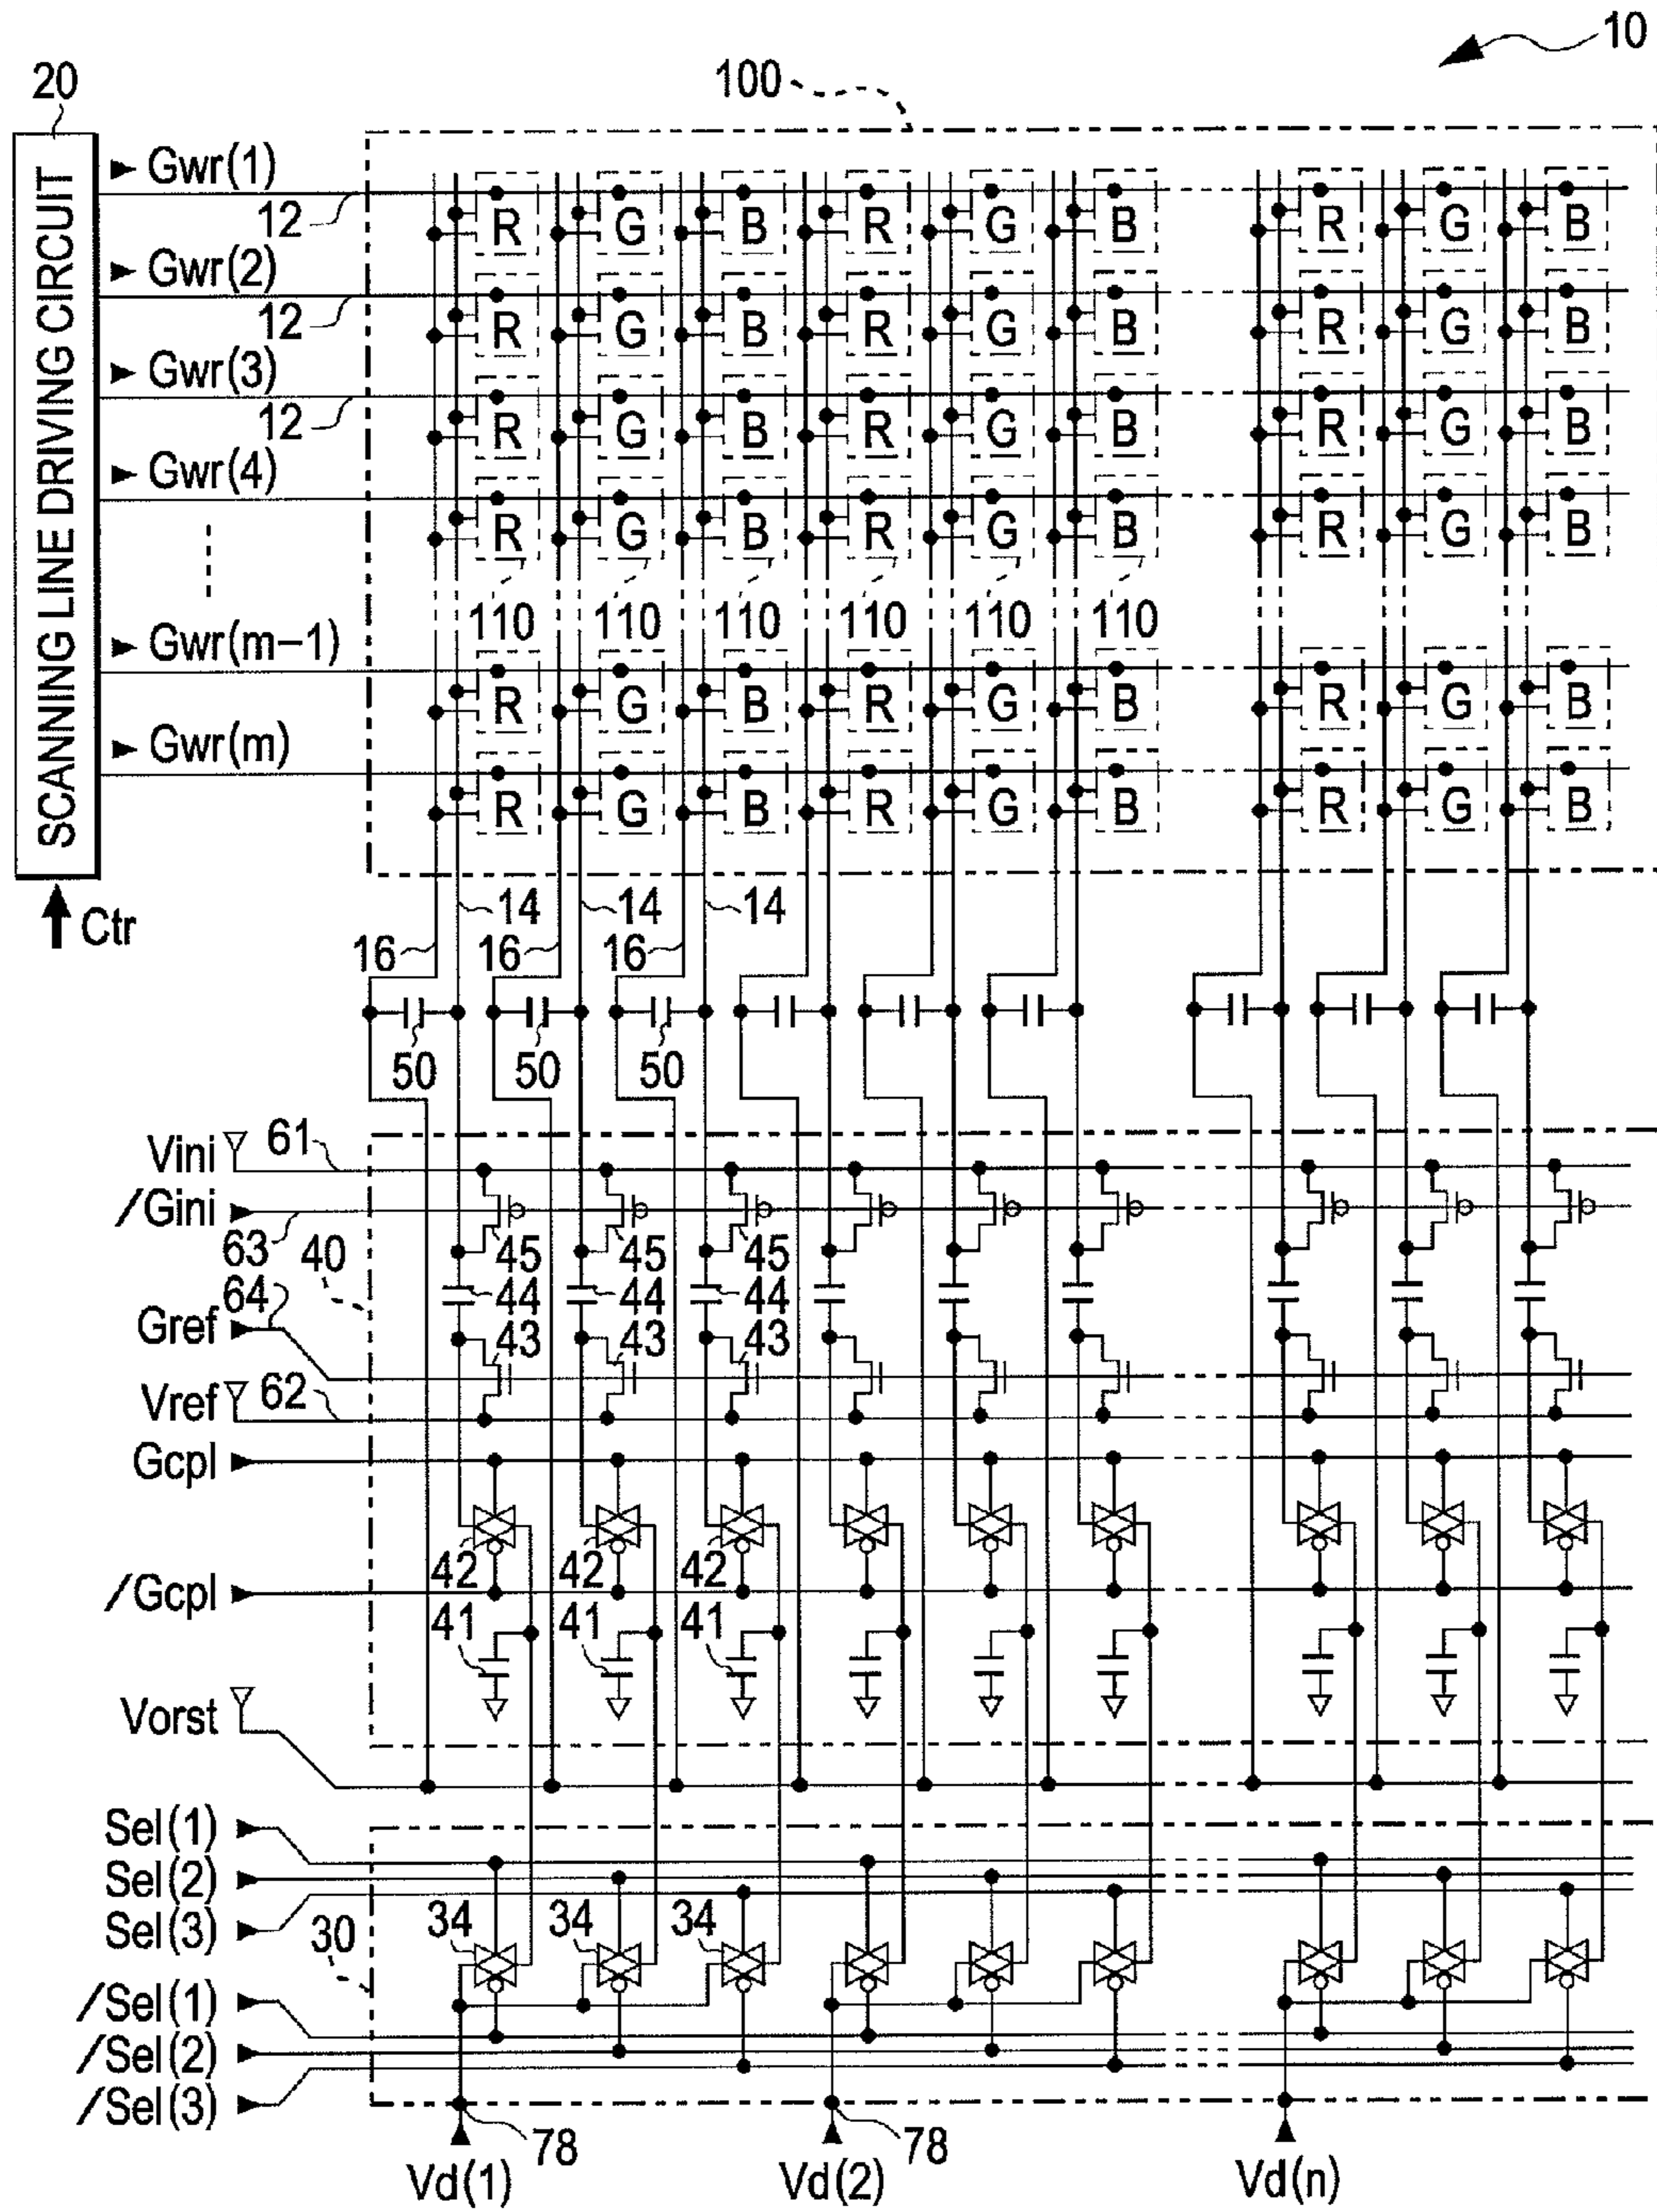 10
20
100
SCANNING LINE DRIVING CIRCUIT
Gwr(1)
12
R G B R G B R G B
Gwr(2)
12
R G B R G B R G B
Gwr(3)
12
R G B R G B R G B
Gwr(4)
R G B R G B R G B
110 110 110 110 110 110
Gwr(m-1)
R G B R G B R G B
Gwr(m)
R G B R G B R G B
Ctr
14 14 14
16 16 16
50 50 50
Vini 61
/Gini
63 40 45 45 45
64 44 44 44
Gref 43 43 43
Vref 62
Gcpl
42 42 42
/Gcpl
41 41 41
Vorst
Sel(1)
Sel(2)
Sel(3)
30 34 34 34
/Sel(1)
/Sel(2)
/Sel(3)
78 78
Vd(1) Vd(2) Vd(n)